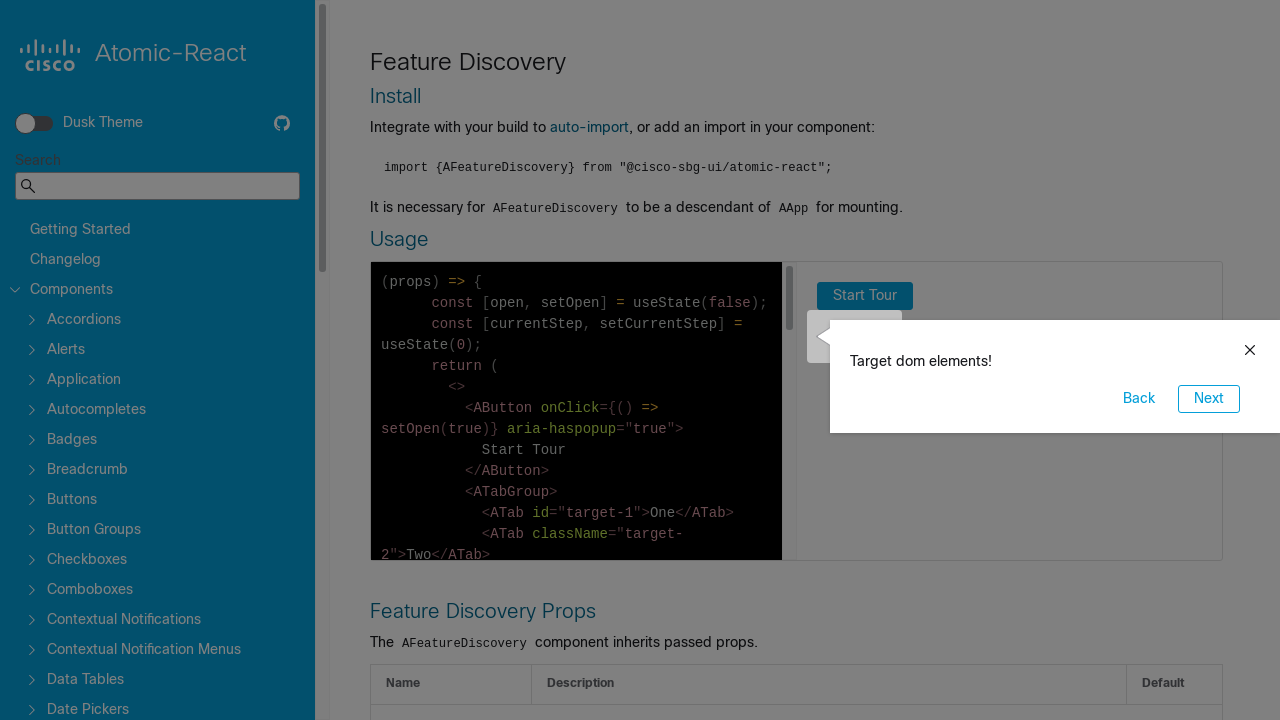 CISCO
Atomic-React
Dusk Theme
Search
Getting Started
Changelog
Components
Accordions
Alerts
Application
Autocompletes
Badges
Breadcrumb
Buttons
Button Groups
Checkboxes
Comboboxes
Contextual Notifications
Contextual Notification Menus
Data Tables
Date Pickers
Feature Discovery
Install
Integrate with your build to auto-import, or add an import in your component:
import {AFeatureDiscovery} from "@cisco-sbg-ui/atomic-react";
It is necessary for AFeatureDiscovery to be a descendant of AApp for mounting.
Usage
(props) => {
const [open, setOpen] = useState(false);
const [currentStep, setCurrentStep] =
useState(0);
return (
<>
<AButton onClick={() =>
setOpen(true)} aria-haspopup="true">
Start Tour
</AButton>
<ATabGroup>
<ATab id="target-1">One</ATab>
<ATab className="target-
2">Two</ATab>
Start Tour
Target dom elements!
Back
Next
Feature Discovery Props
The AFeatureDiscovery component inherits passed props.
Name
Description
Default